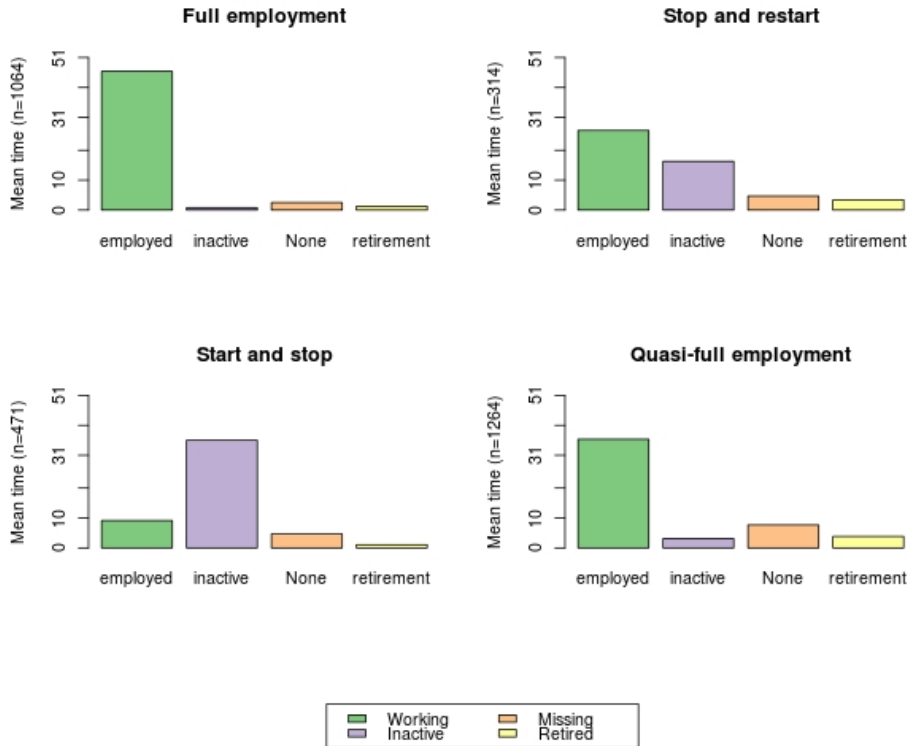 Full employment
Mean time (n=1064)
51
31
10
0
employed inactive None retirement
Stop and restart
Mean time (n=314)
51
31
10
0
employed inactive None retirement
Start and stop
Mean time (n=471)
51
31
10
0
employed inactive None retirement
Quasi-full employment
Mean time (n=1264)
51
31
10
0
employed inactive None retirement
Working Missing
Inactive Retired